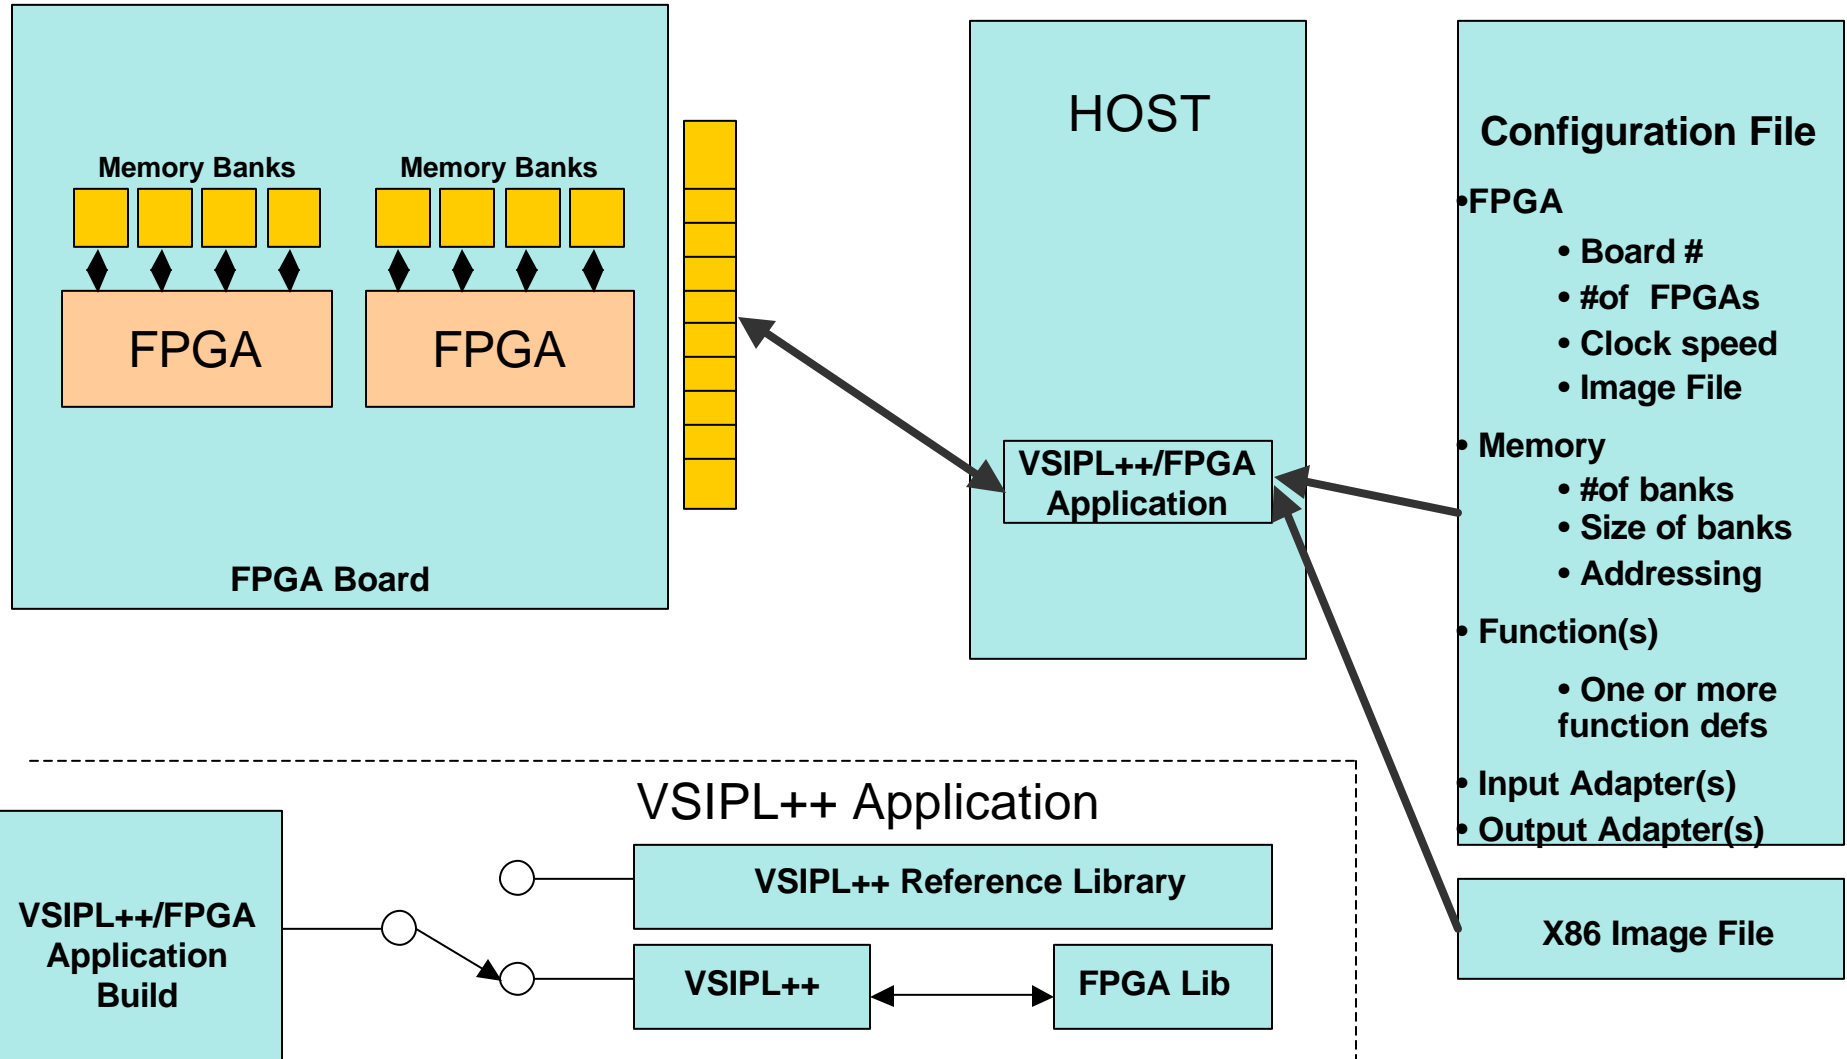 Memory Banks
Memory Banks
FPGA
FPGA
FPGA Board
HOST
VSIPL++/FPGA
Application
Configuration File
•FPGA
• Board #
• #of FPGAs
• Clock speed
• Image File
• Memory
• #of banks
• Size of banks
• Addressing
• Function(s)
• One or more
function defs
• Input Adapter(s)
• Output Adapter(s)
X86 Image File
VSIPL++ Application
VSIPL++/FPGA
Application
Build
VSIPL++ Reference Library
VSIPL++
FPGA Lib